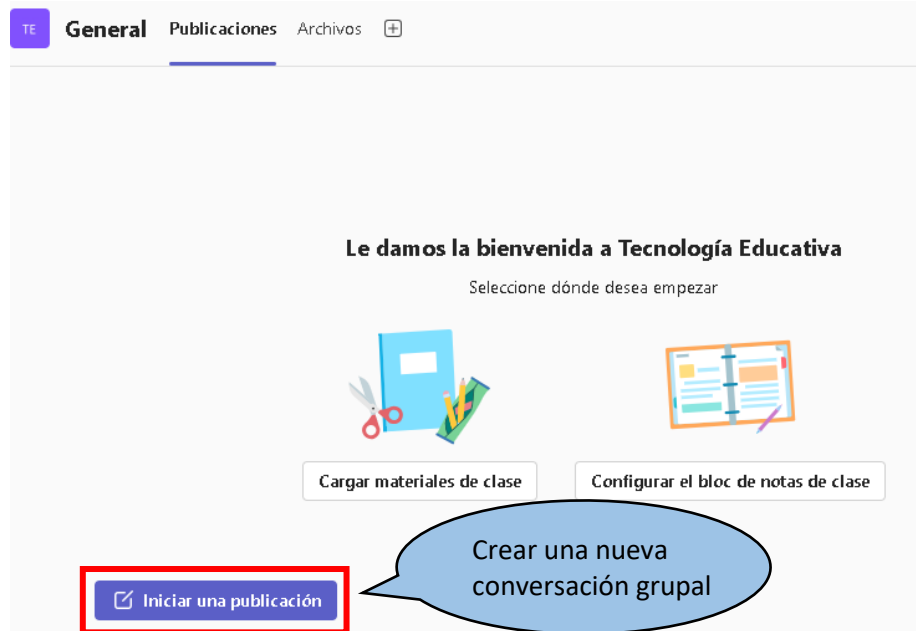 TE General Publicaciones Archivos
Le damos la bienvenida a Tecnología Educativa
Seleccione dónde desea empezar
Cargar materiales de clase Configurar el bloc de notas de clase
Crear una nueva
conversación grupal
Iniciar una publicación